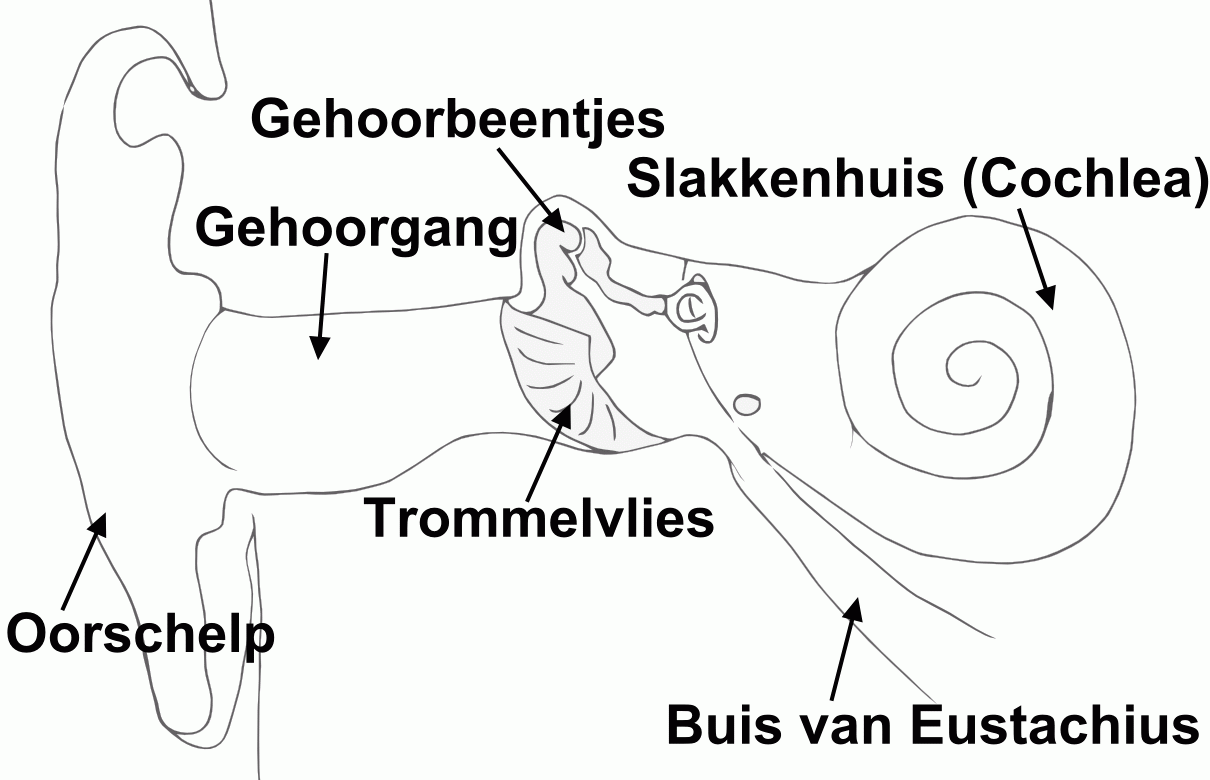 Gehoorbeentjes
Slakkenhuis (Cochlea)
Gehoorgang
Trommelvlies
Oorschelp
Buis van Eustachius